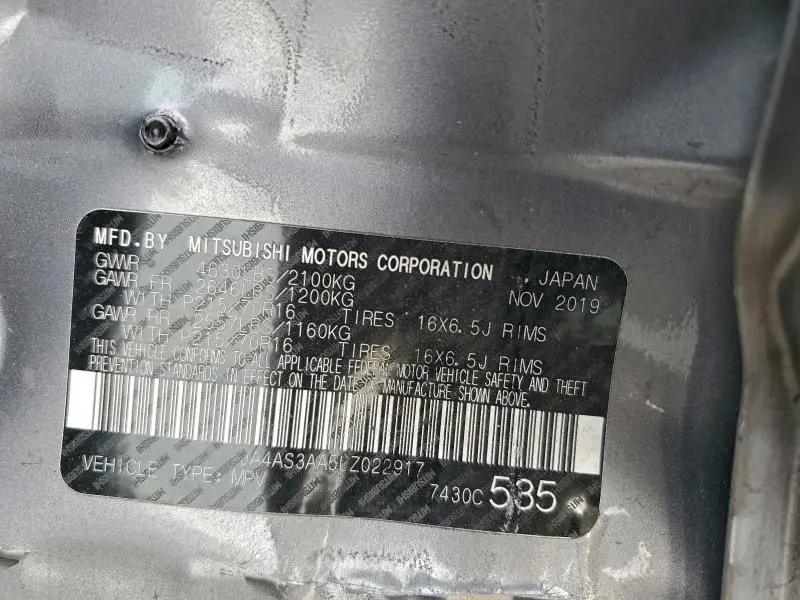 MFD.BY MITSUBISHI MOTORS CORPORATION JAPAN
GVWR 4630LBS/2100KG NOV 2019
GAWR FR 2646LBS/1200KG
WITH P215/70R16 TIRES 16X6.5J RIMS
GAWR RR 2557LBS/1160KG
WITH P215/70R16 TIRES 16X6.5J RIMS
THIS VEHICLE CONFORMS TO ALL APPLICABLE FEDERAL MOTOR VEHICLE SAFETY AND THEFT
PREVENTION STANDARDS IN EFFECT ON THE DATE OF MANUFACTURE SHOWN ABOVE.
JA4AS3AA5LZ022917
VEHICLE TYPE: MPV
7430C 535